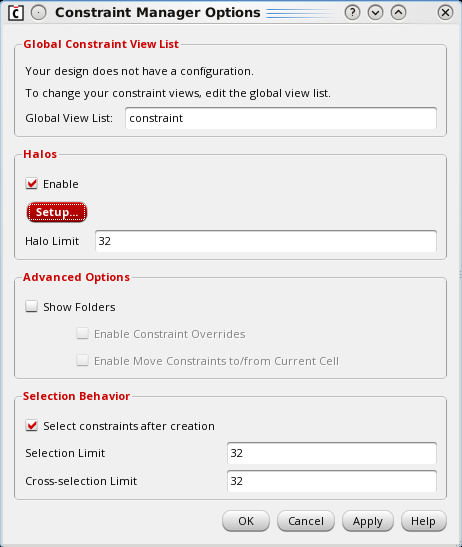 Constraint Manager Options
Global Constraint View List
Your design does not have a configuration.
To change your constraint views, edit the global view list.
Global View List: constraint
Halos
Enable
Setup...
Halo Limit 32
Advanced Options
Show Folders
Enable Constraint Overrides
Enable Move Constraints to/from Current Cell
Selection Behavior
Select constraints after creation
Selection Limit 32
Cross-selection Limit 32
OK Cancel Apply Help